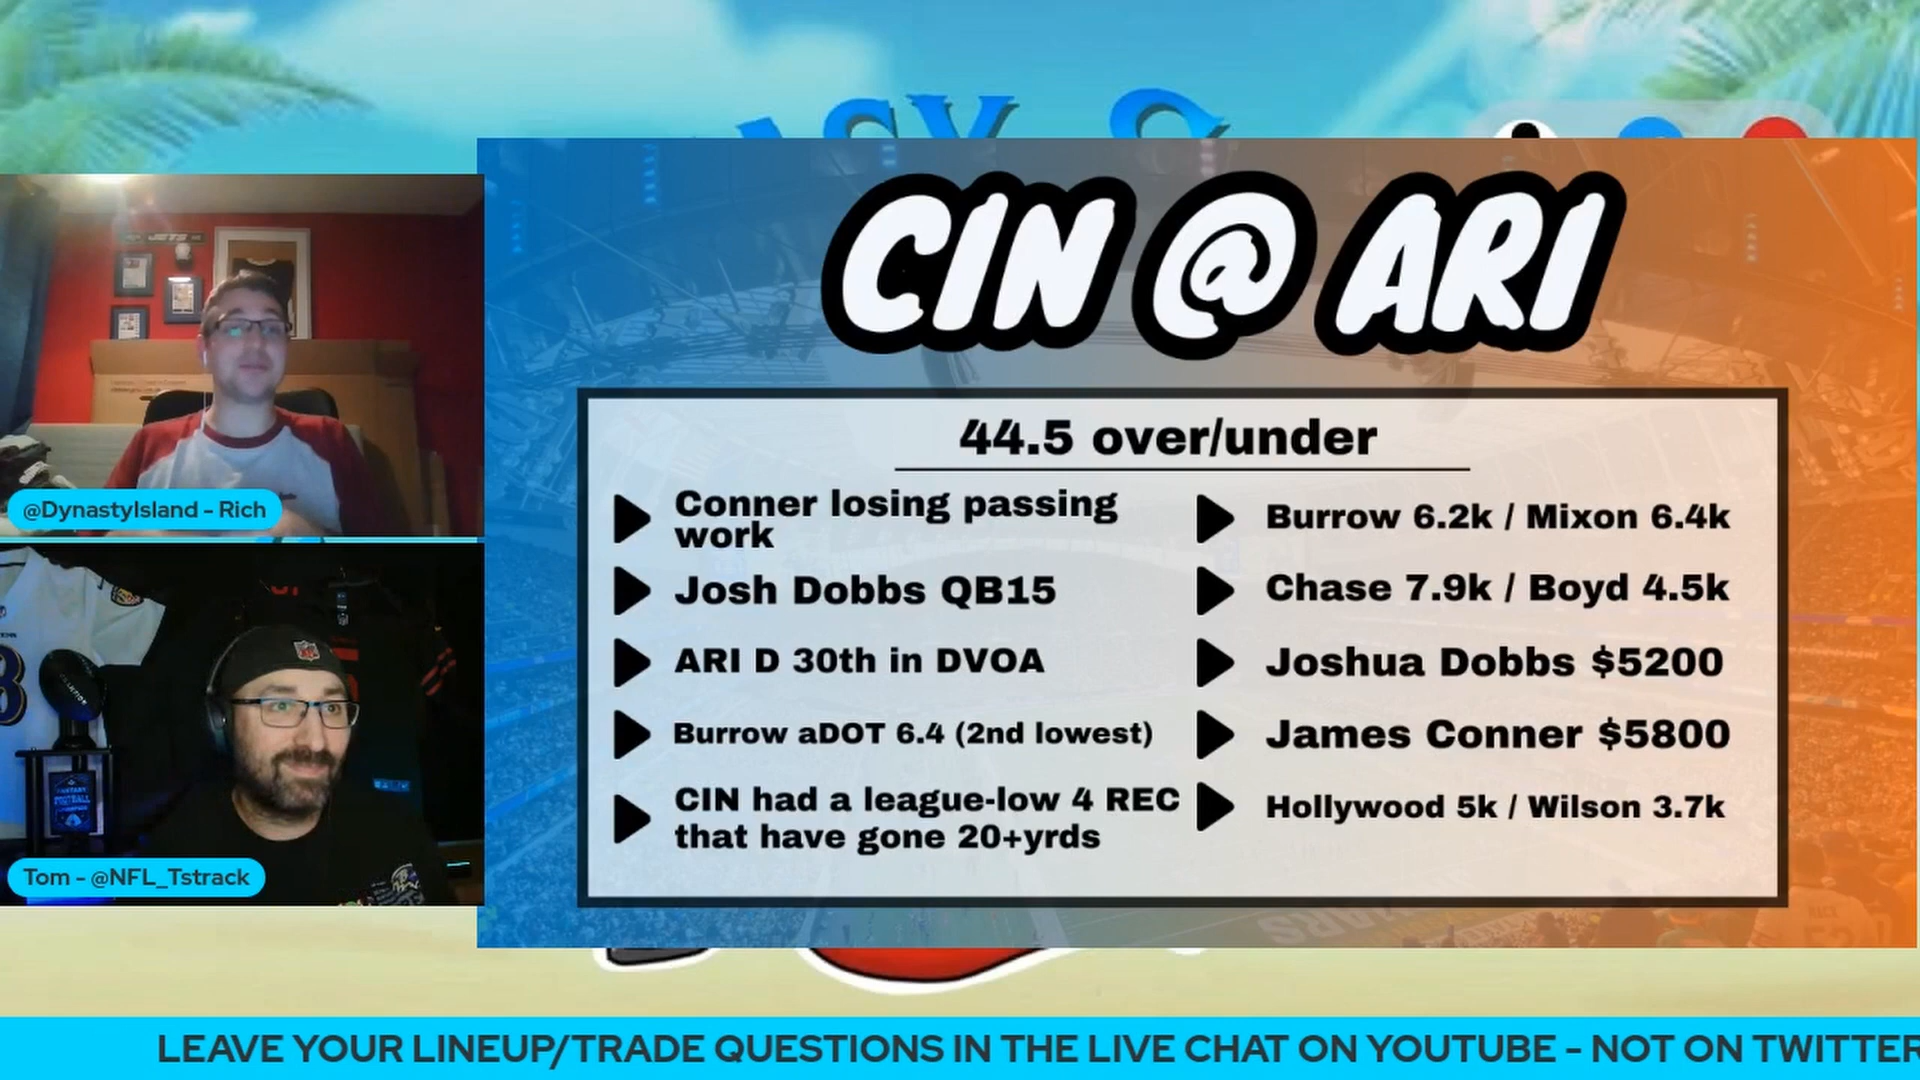 JETS
@DynastyIsland - Rich
Tom - @NFL_Tstrack
CIN @ ARI
44.5 over/under
Conner losing passing
work
Josh Dobbs QB15
ARI D 30th in DVOA
Burrow aDOT 6.4 (2nd lowest)
CIN had a league-low 4 REC
that have gone 20+yrds
Burrow 6.2k / Mixon 6.4k
Chase 7.9k / Boyd 4.5k
Joshua Dobbs $5200
James Conner $5800
Hollywood 5k / Wilson 3.7k
LEAVE YOUR LINEUP/TRADE QUESTIONS IN THE LIVE CHAT ON YOUTUBE - NOT ON TWITTER